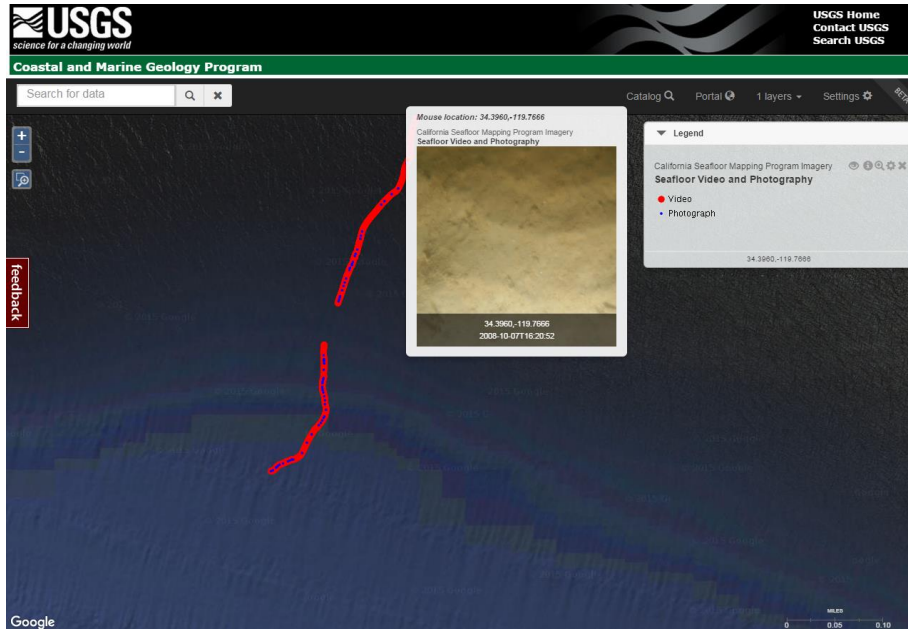 USGS
science for a changing world
USGS Home
Contact USGS
Search USGS
Coastal and Marine Geology Program
Search for data
Catalog
Portal
1 layers
Settings
BETA
Mouse location: 34.3960,-119.7666
California Seafloor Mapping Program Imagery
Seafloor Video and Photography
34.3960,-119.7666
2008-10-07T16:20:52
Legend
California Seafloor Mapping Program Imagery
Seafloor Video and Photography
Video
Photograph
34.3960,-119.7666
+
-
feedback
© 2015 Google
Google
MILES
0 0.05 0.10